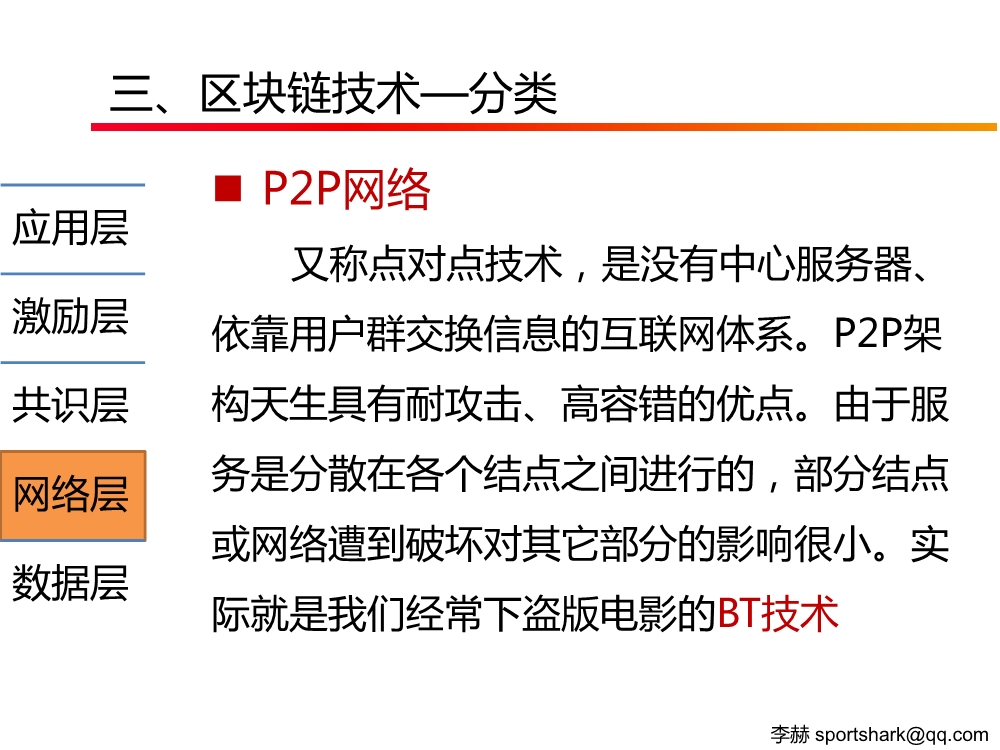 三、区块链技术—分类
应用层
激励层
共识层
网络层
数据层
■ P2P网络
又称点对点技术，是没有中心服务器、
依靠用户群交换信息的互联网体系。P2P架
构天生具有耐攻击、高容错的优点。由于服
务是分散在各个结点之间进行的，部分结点
或网络遭到破坏对其它部分的影响很小。实
际就是我们经常下盗版电影的BT技术
李赫 sportshark@qq.com